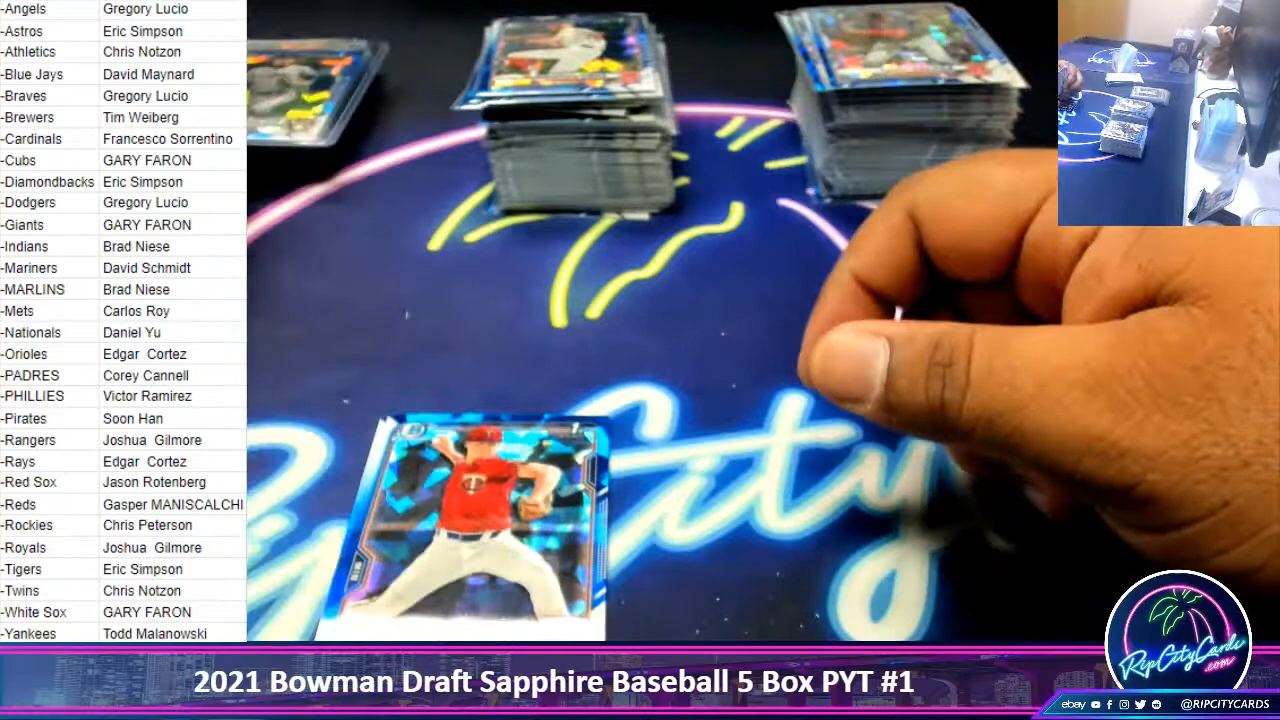 -Angels Gregory Lucio
-Astros Eric Simpson
-Athletics Chris Notzon
-Blue Jays David Maynard
-Braves Gregory Lucio
-Brewers Tim Weiberg
-Cardinals Francesco Sorrentino
-Cubs GARY FARON
-Diamondbacks Eric Simpson
-Dodgers Gregory Lucio
-Giants GARY FARON
-Indians Brad Niese
-Mariners David Schmidt
-MARLINS Brad Niese
-Mets Carlos Roy
-Nationals Daniel Yu
-Orioles Edgar Cortez
-PADRES Corey Cannell
-PHILLIES Victor Ramirez
-Pirates Soon Han
-Rangers Joshua Gilmore
-Rays Edgar Cortez
-Red Sox Jason Rotenberg
-Reds Gasper MANISCALCHI
-Rockies Chris Peterson
-Royals Joshua Gilmore
-Tigers Eric Simpson
-Twins Chris Notzon
-White Sox GARY FARON
-Yankees Todd Malanowski
Rip City
RipCityCards
.com
2021 Bowman Draft Sapphire Baseball 5 Box PYT #1
ebay @RIPCITYCARDS